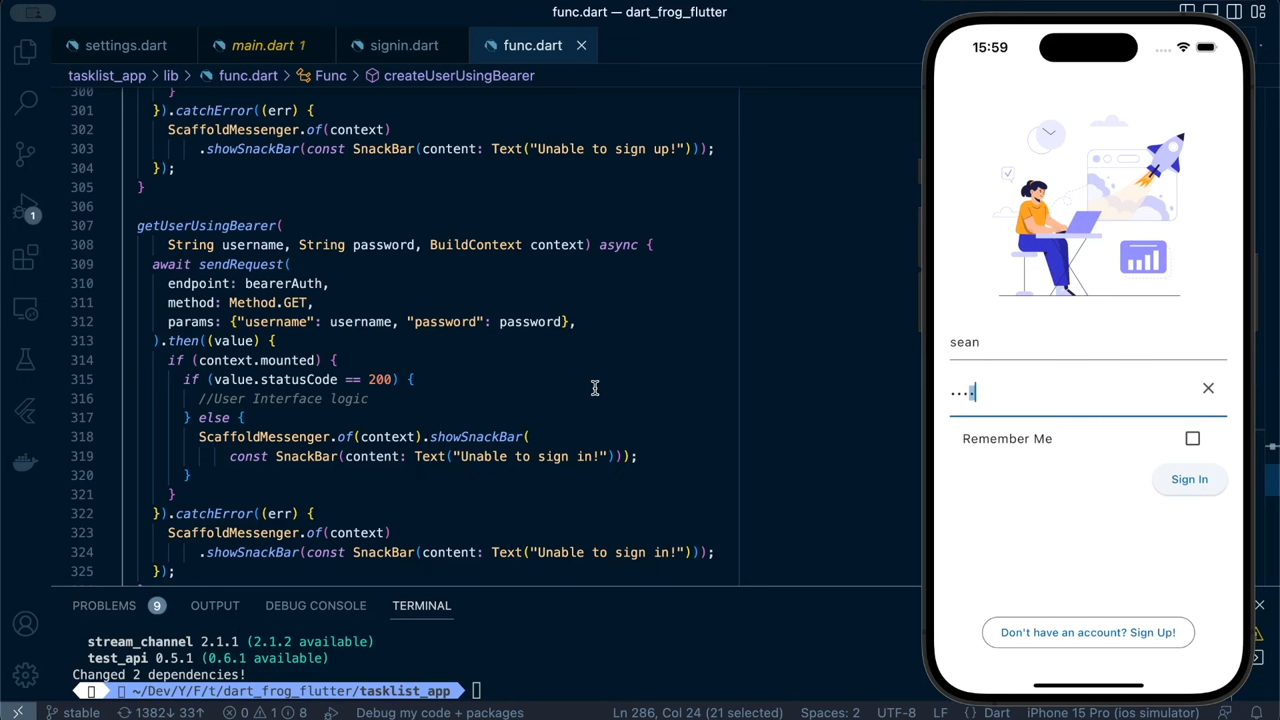 func.dart — dart_frog_flutter
settings.dart
main.dart 1
signin.dart
func.dart
tasklist_app > lib > func.dart > Func > createUserUsingBearer
300 }
301 }).catchError((err) {
302 ScaffoldMessenger.of(context)
303 .showSnackBar(const SnackBar(content: Text("Unable to sign up!")));
304 });
305 }
306
307 getUserUsingBearer(
308 String username, String password, BuildContext context) async {
309 await sendRequest(
310 endpoint: bearerAuth,
311 method: Method.GET,
312 params: {"username": username, "password": password},
313 ).then((value) {
314 if (context.mounted) {
315 if (value.statusCode == 200) {
316 //User Interface logic
317 } else {
318 ScaffoldMessenger.of(context).showSnackBar(
319 const SnackBar(content: Text("Unable to sign in!")));
320 }
321 }
322 }).catchError((err) {
323 ScaffoldMessenger.of(context)
324 .showSnackBar(const SnackBar(content: Text("Unable to sign in!")));
325 });
1
PROBLEMS 9 OUTPUT DEBUG CONSOLE TERMINAL
stream_channel 2.1.1 (2.1.2 available)
test_api 0.5.1 (0.6.1 available)
Changed 2 dependencies!
~/Dev/Y/F/t/dart_frog_flutter/tasklist_app
stable 1382↓ 33↑ 0 1 8 Debug my code + packages Ln 286, Col 24 (21 selected) Spaces: 2 UTF-8 LF {} Dart iPhone 15 Pro (ios simulator)
15:59
sean
••••
Remember Me
Sign In
Don't have an account? Sign Up!